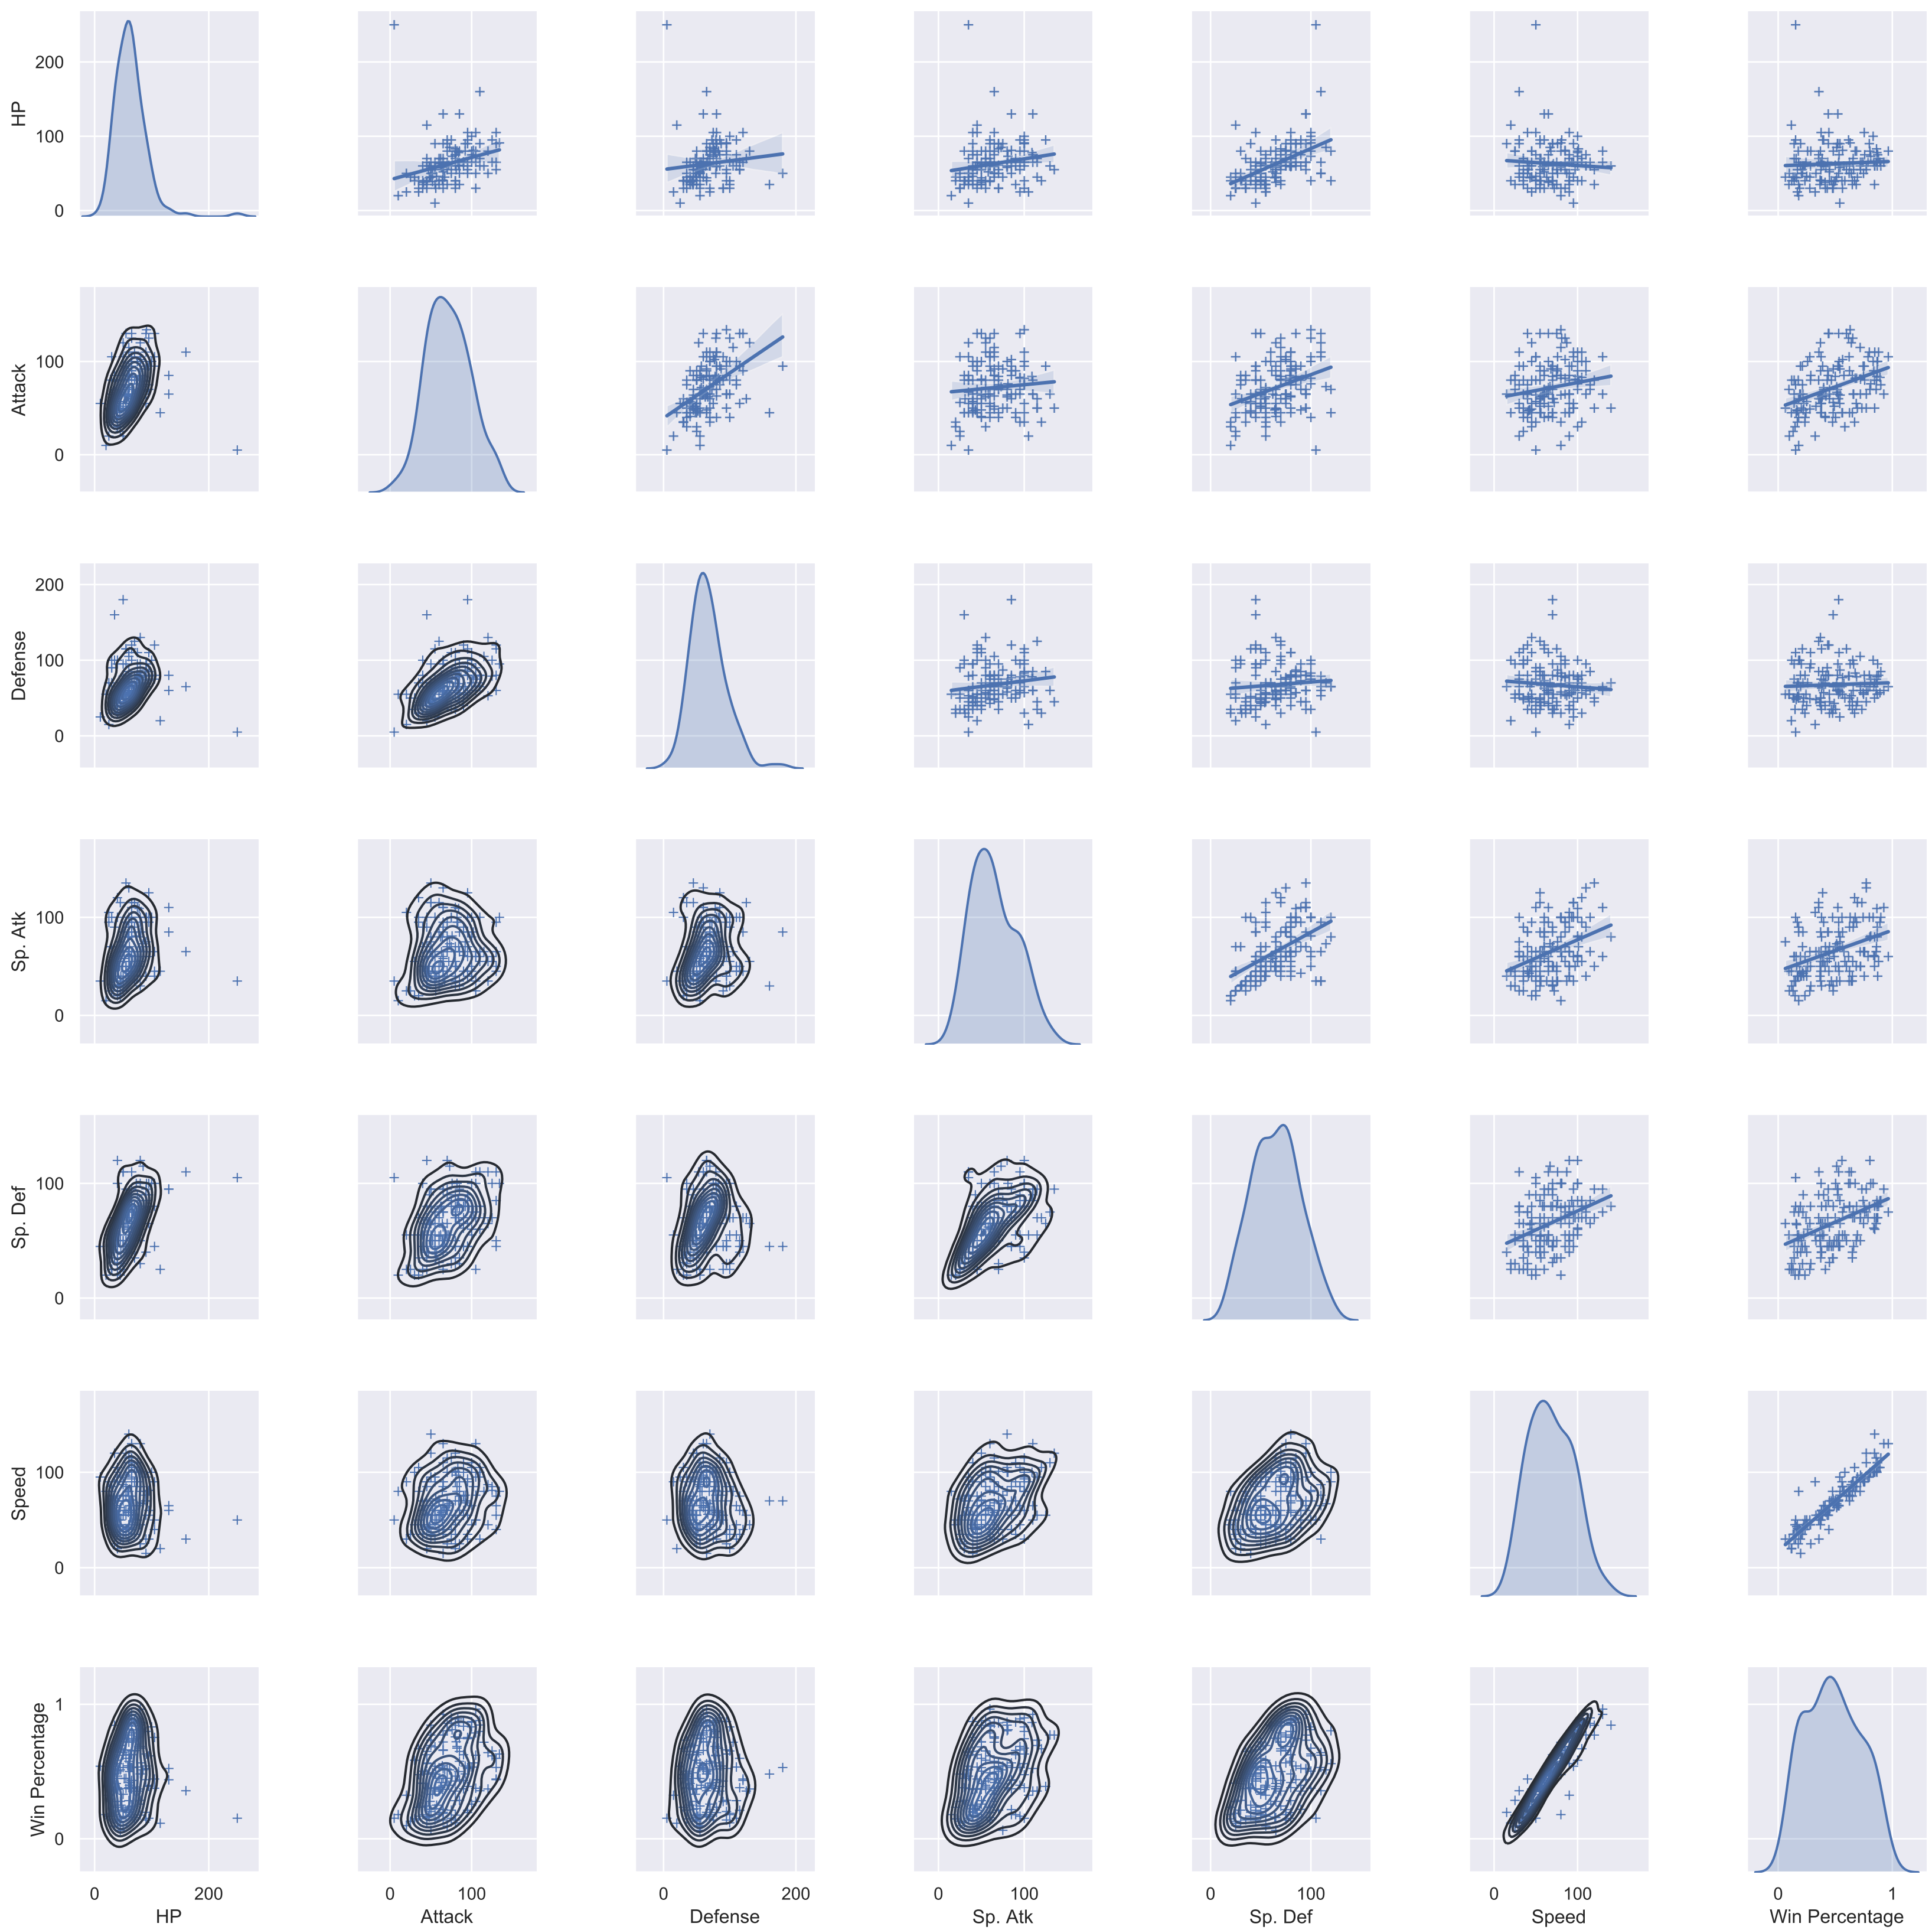 HP
200
100
0
Attack
100
0
Defense
200
100
0
Sp. Atk
100
0
Sp. Def
100
0
Speed
100
0
Win Percentage
1
0
0 200 0 100 0 200 0 100 0 100 0 100 0 1
HP Attack Defense Sp. Atk Sp. Def Speed Win Percentage